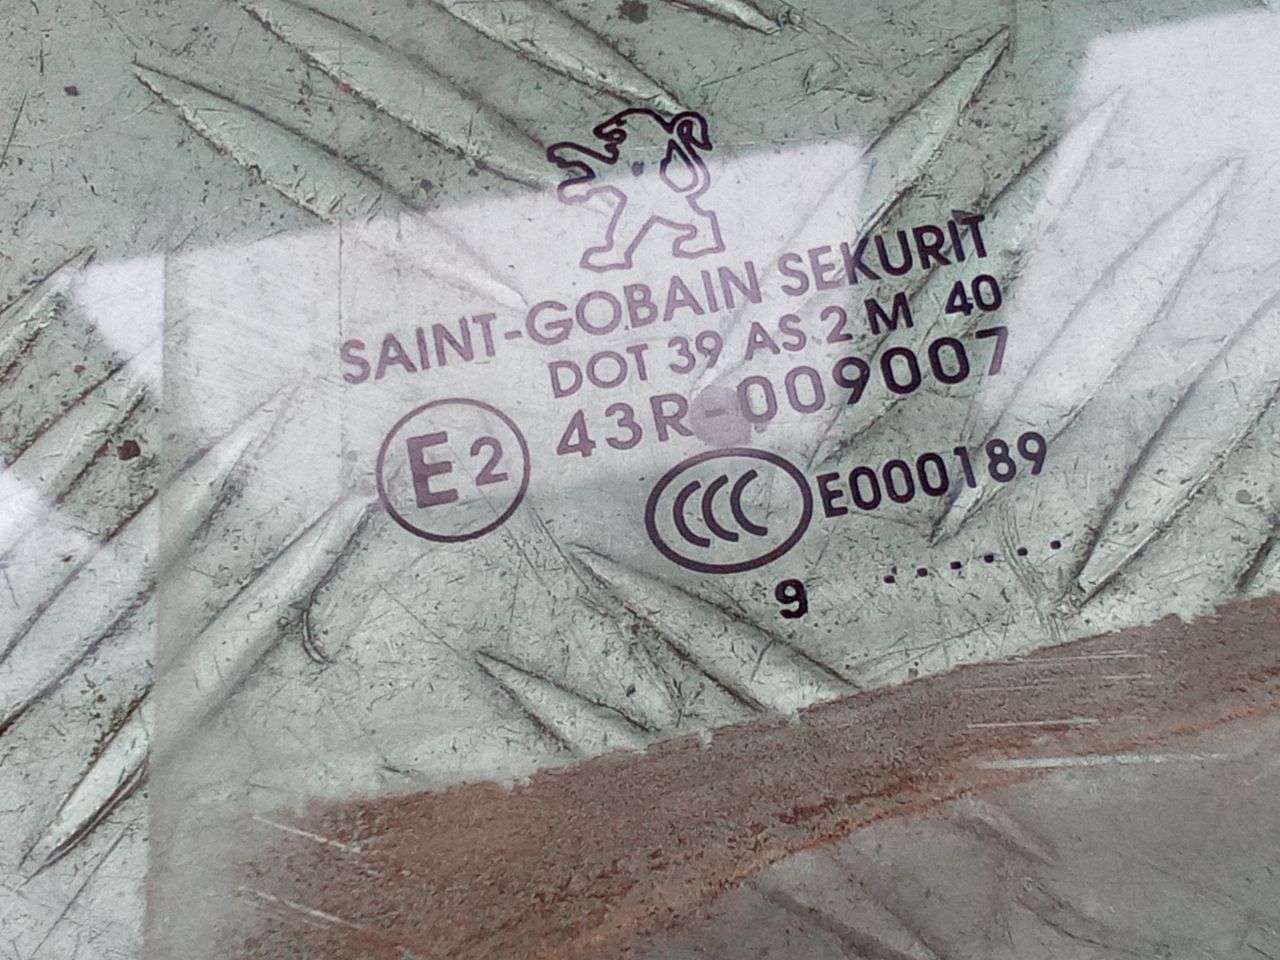 SAINT-GOBAIN SEKURIT
DOT 39 AS 2 M 40
E2 43R-009007
CCC E000189
9 ......